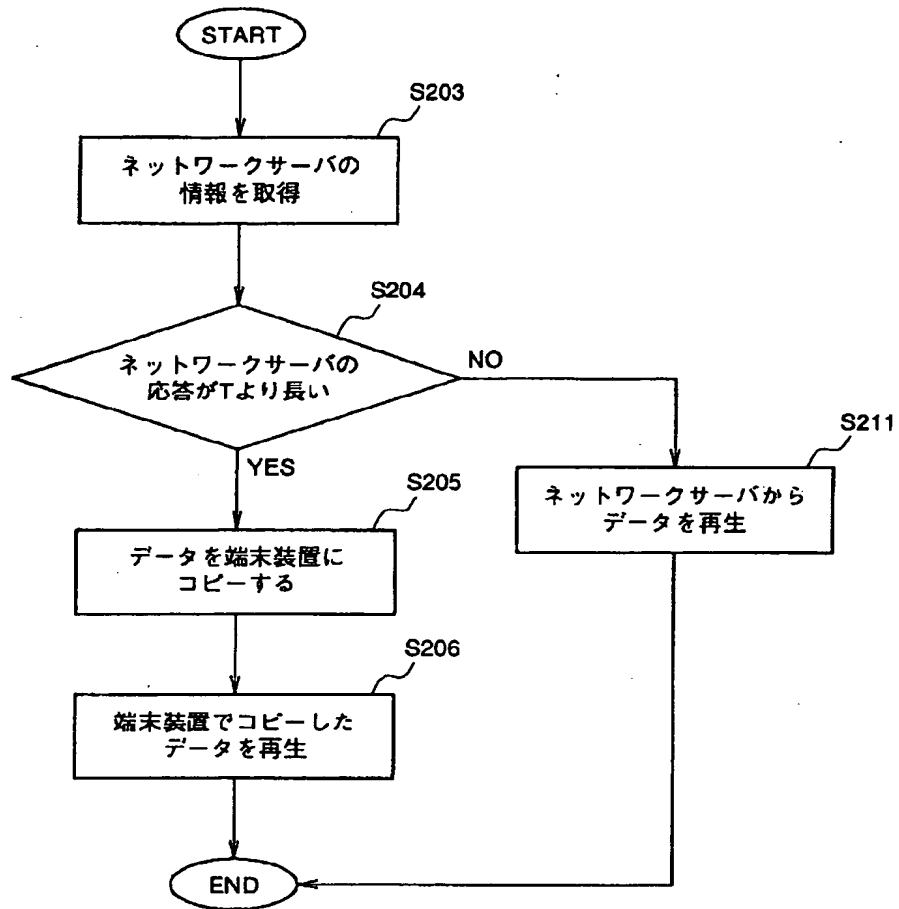 START
S203
ネットワークサーバの
情報を取得
S204
ネットワークサーバの
応答がTより長い
NO
YES
S211
ネットワークサーバから
データを再生
S205
データを端末装置に
コピーする
S206
端末装置でコピーした
データを再生
END